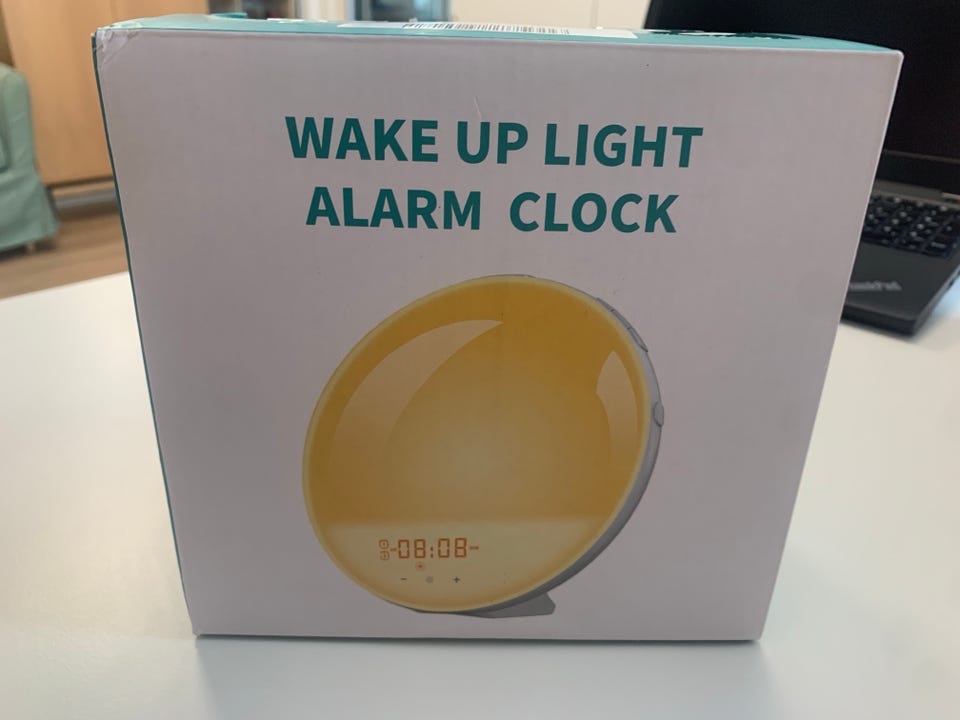 WAKE UP LIGHT
ALARM CLOCK
08:08
- +